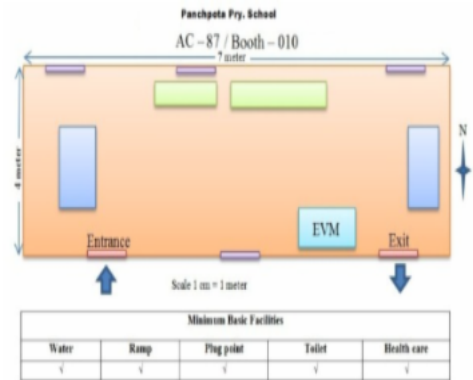 Panchpota Pry. School
AC – 87 / Booth – 010
7 meter
4 meter
N
EVM
Entrance
Exit
Scale 1 cm = 1 meter
Minimum Basic Facilities
Water Ramp Plug point Toilet Health care
√ √ √ √ √